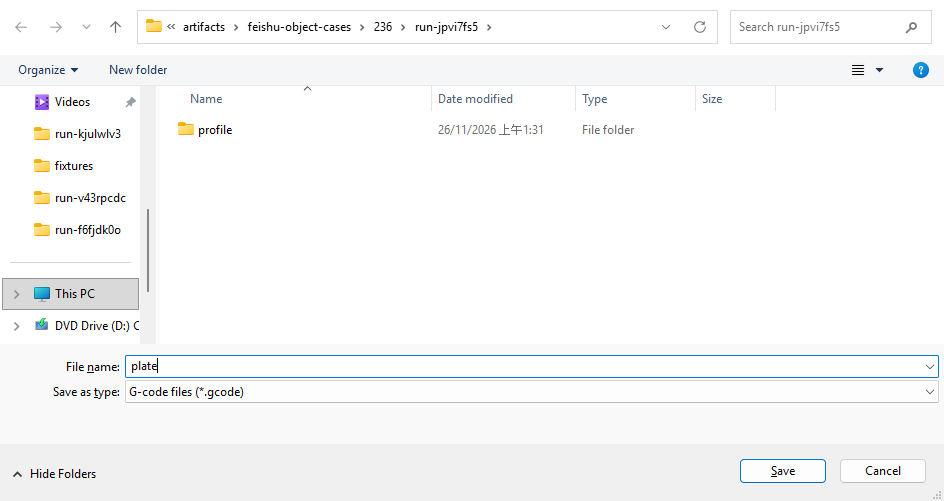 « artifacts › feishu-object-cases › 236 › run-jpvi7fs5 ›
Search run-jpvi7fs5
Organize
New folder
?
Videos
run-kjulwlv3
fixtures
run-v43rpcdc
run-f6fjdk0o
This PC
DVD Drive (D:) C
Name
Date modified
Type
Size
profile
26/11/2026 上午1:31
File folder
File name:
plate
Save as type:
G-code files (*.gcode)
Hide Folders
Save
Cancel